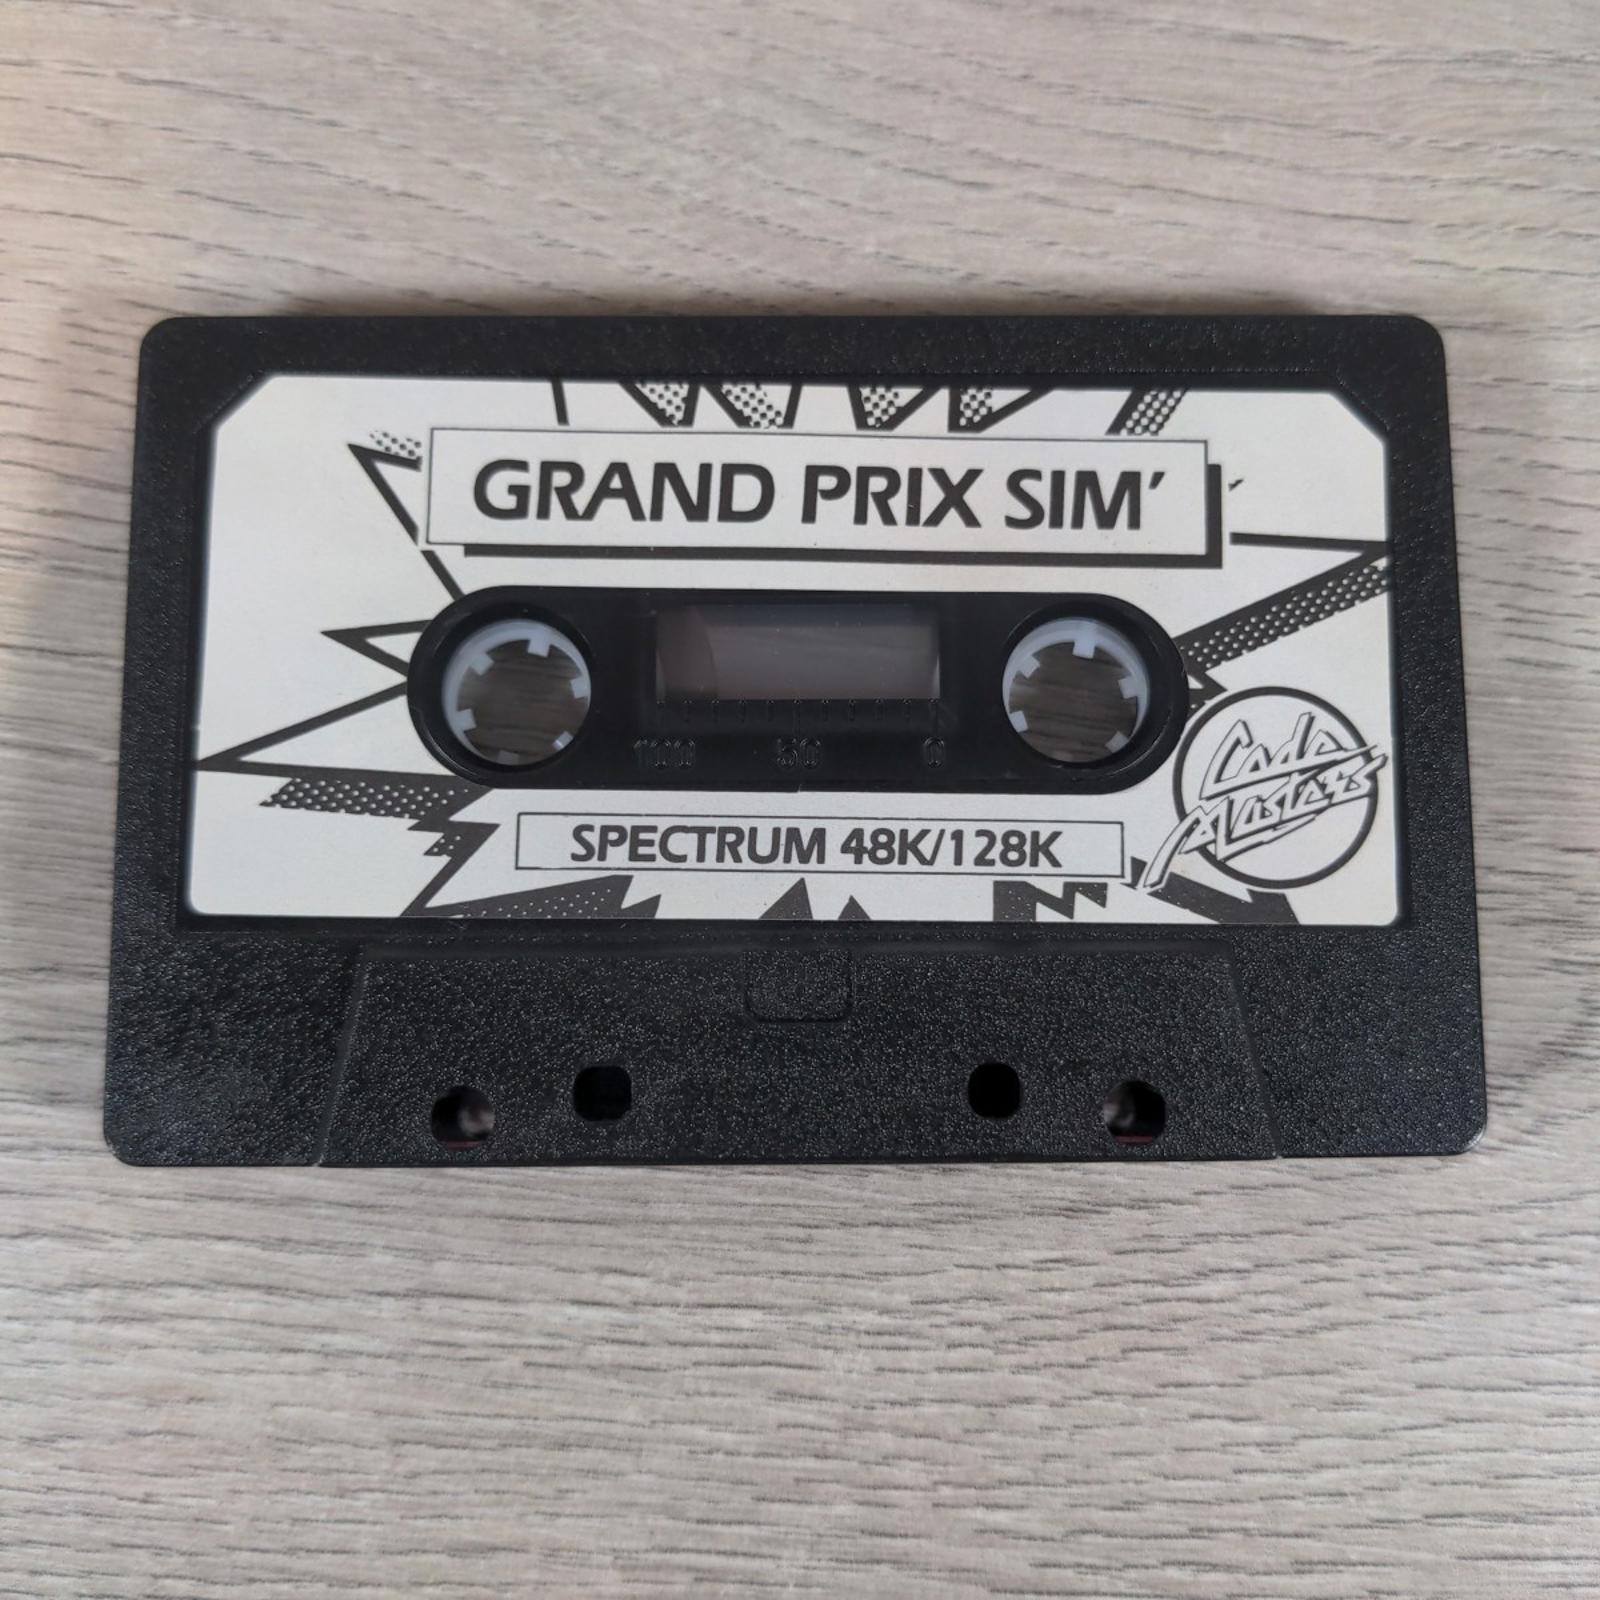 GRAND PRIX SIM'
100 50 0
SPECTRUM 48K/128K
Code
Masters